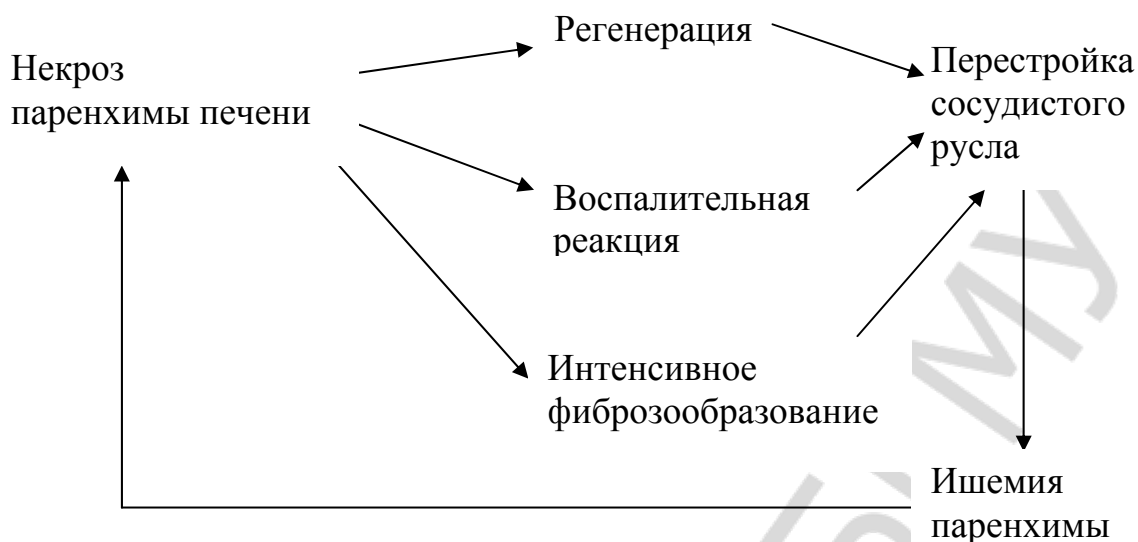 Некроз
паренхимы печени
Регенерация
Перестройка
сосудистого
русла
Воспалительная
реакция
Интенсивное
фиброзообразование
Ишемия
паренхимы